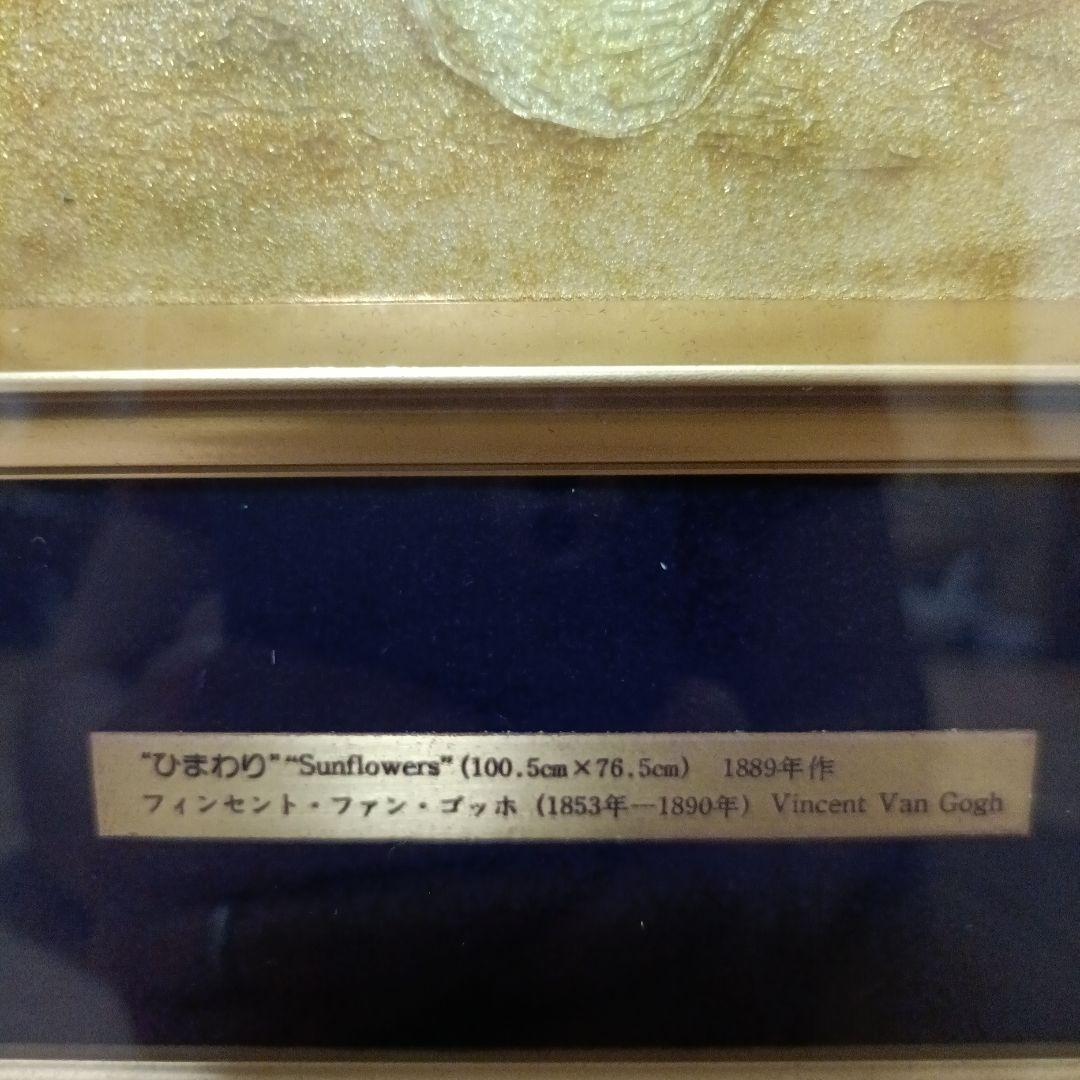 “ひまわり”“Sunflowers”(100.5cm×76.5cm) 1889年作
フィンセント・ファン・ゴッホ (1853年—1890年) Vincent Van Gogh